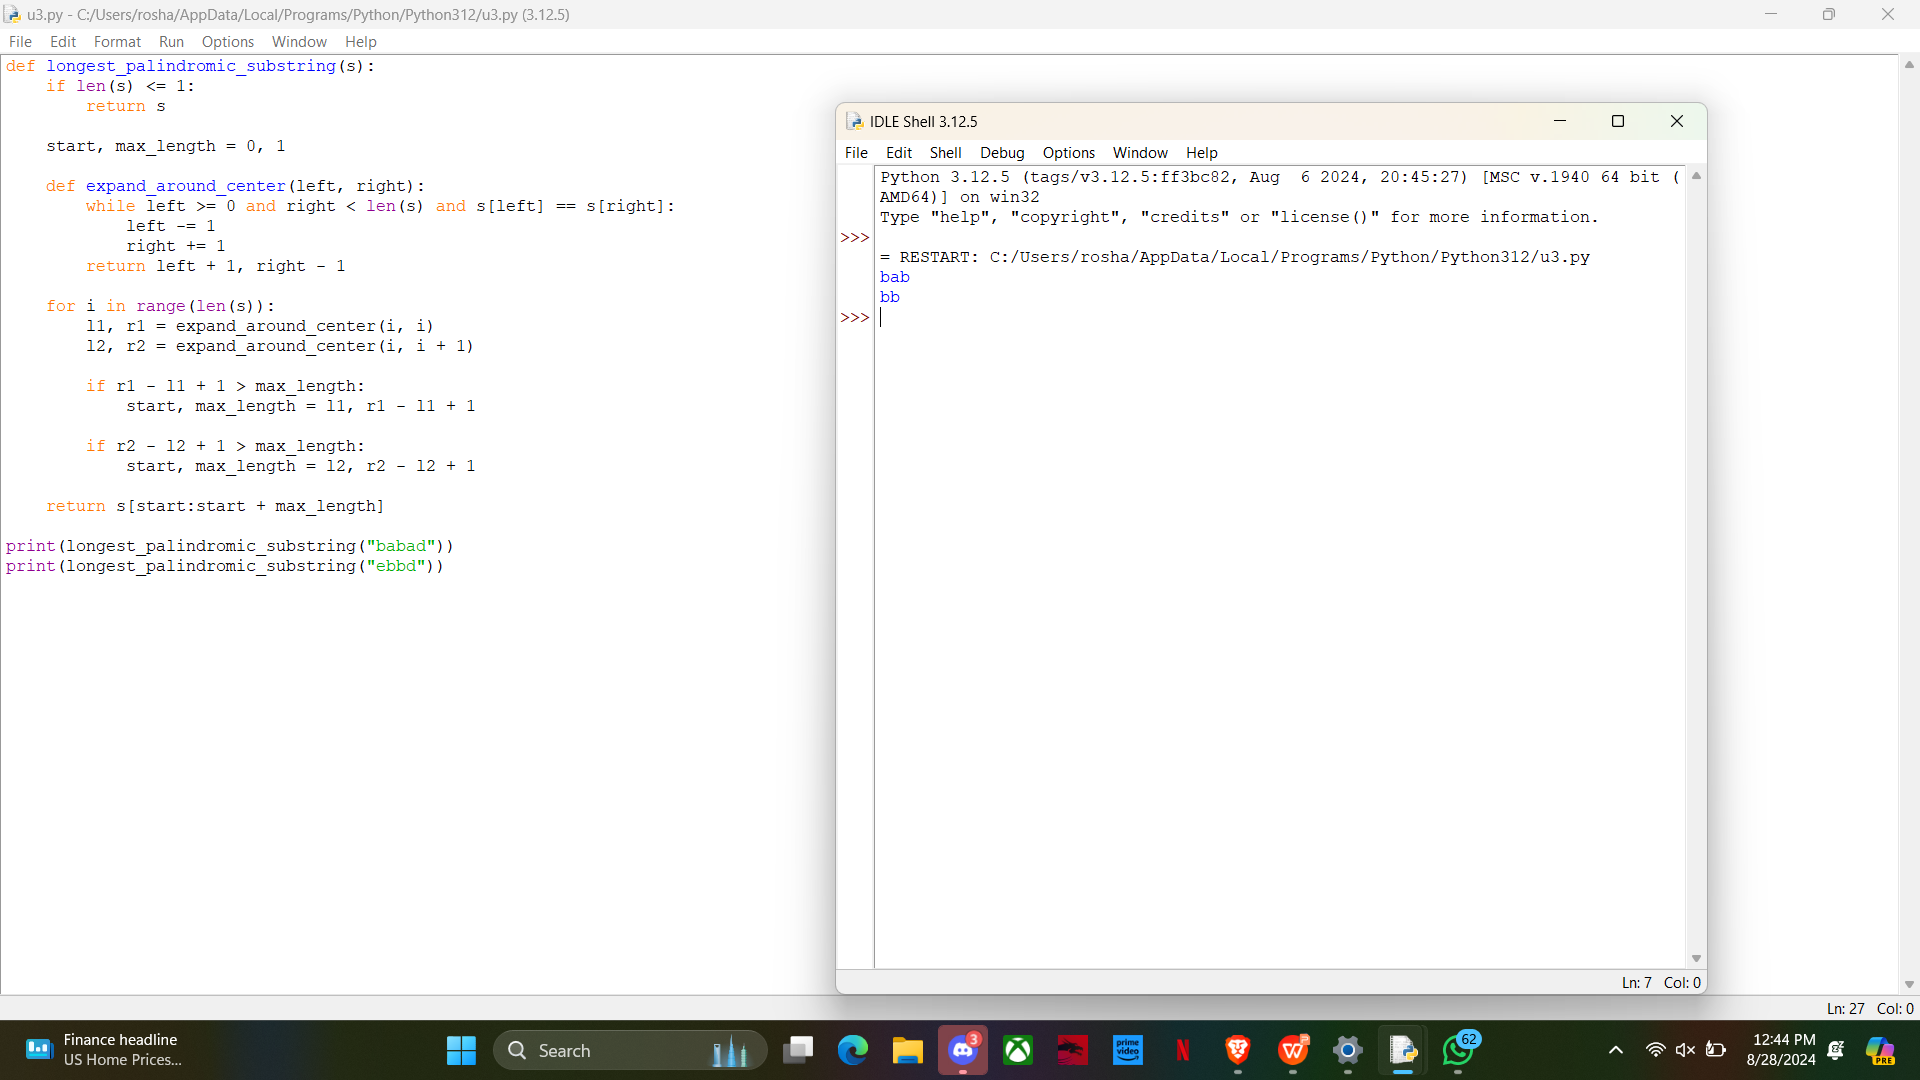 u3.py - C:/Users/rosha/AppData/Local/Programs/Python/Python312/u3.py (3.12.5)
File Edit Format Run Options Window Help
def longest_palindromic_substring(s):
    if len(s) <= 1:
        return s

    start, max_length = 0, 1

    def expand_around_center(left, right):
        while left >= 0 and right < len(s) and s[left] == s[right]:
            left -= 1
            right += 1
        return left + 1, right - 1

    for i in range(len(s)):
        l1, r1 = expand_around_center(i, i)
        l2, r2 = expand_around_center(i, i + 1)

        if r1 - l1 + 1 > max_length:
            start, max_length = l1, r1 - l1 + 1

        if r2 - l2 + 1 > max_length:
            start, max_length = l2, r2 - l2 + 1

    return s[start:start + max_length]

print(longest_palindromic_substring("babad"))
print(longest_palindromic_substring("ebbd"))
IDLE Shell 3.12.5
File Edit Shell Debug Options Window Help
Python 3.12.5 (tags/v3.12.5:ff3bc82, Aug  6 2024, 20:45:27) [MSC v.1940 64 bit (
AMD64)] on win32
Type "help", "copyright", "credits" or "license()" for more information.
>>>
= RESTART: C:/Users/rosha/AppData/Local/Programs/Python/Python312/u3.py
bab
bb
>>>
Ln: 7 Col: 0
Ln: 27 Col: 0
Finance headline
US Home Prices...
Search
3
prime video
N
W
P
62
12:44 PM
8/28/2024
PRE